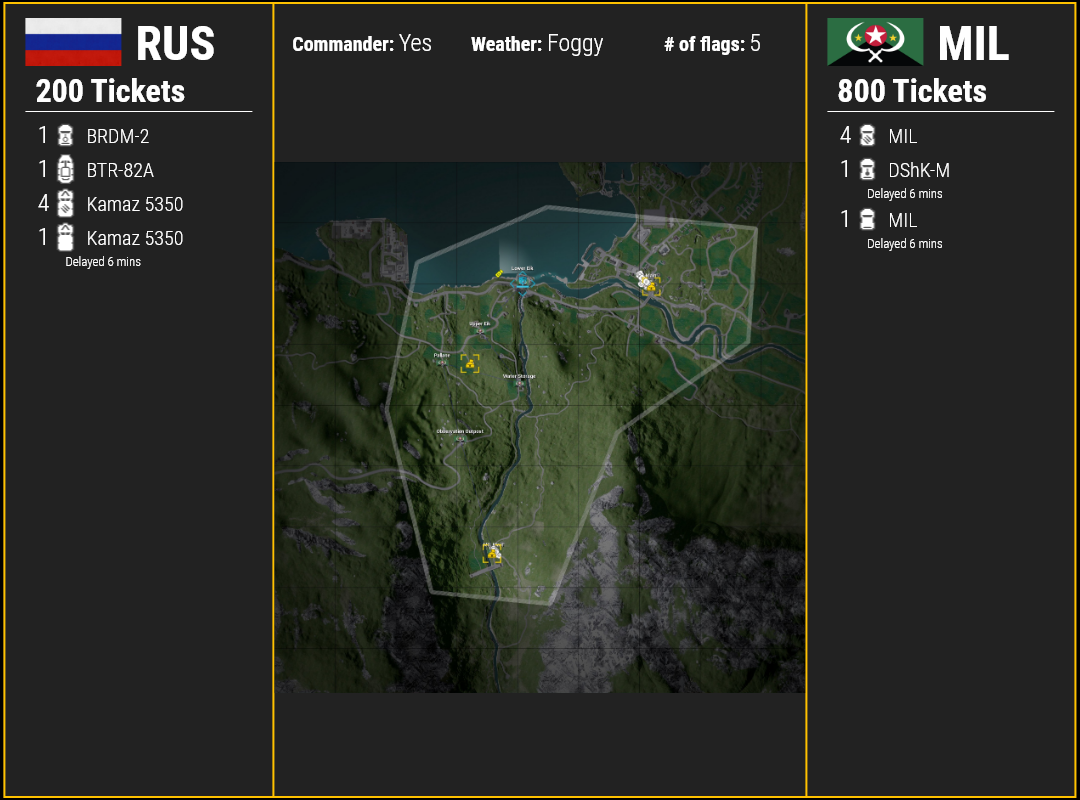 RUS
200 Tickets
1 BRDM-2
1 BTR-82A
4 Kamaz 5350
1 Kamaz 5350
Delayed 6 mins
Commander: Yes Weather: Foggy # of flags: 5
Lower Elk
Upper Elk
Water Storage
Observation Outpost
MIL
800 Tickets
4 MIL
1 DShK-M
Delayed 6 mins
1 MIL
Delayed 6 mins